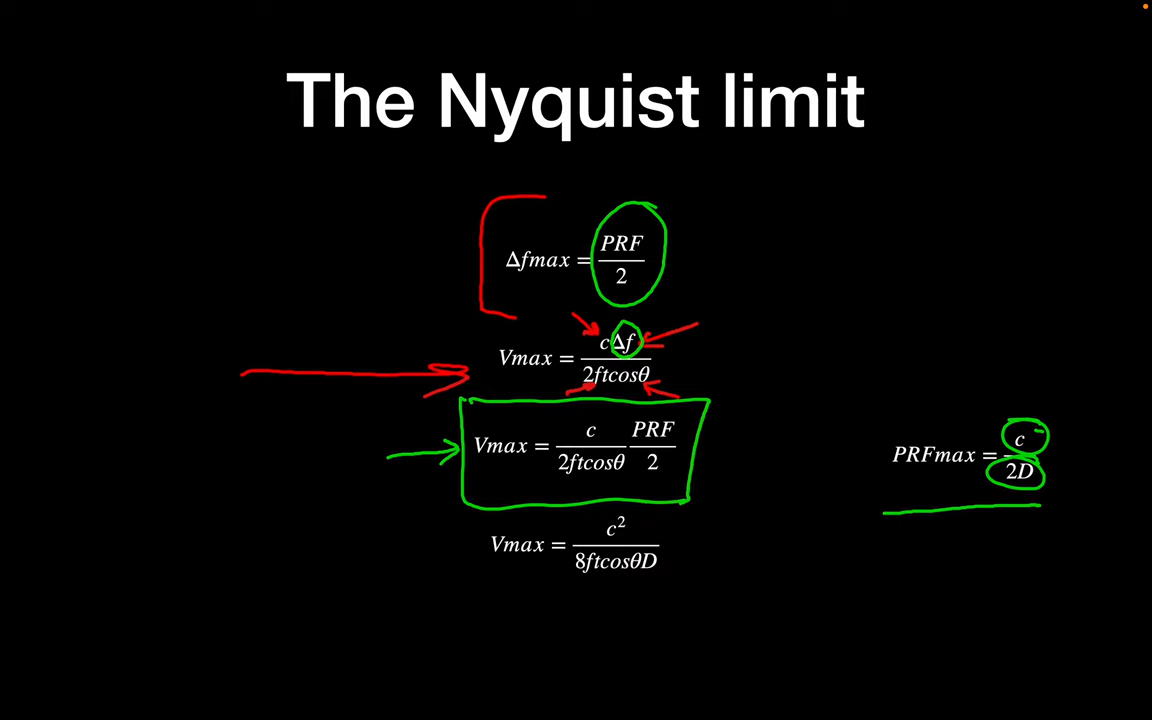 The Nyquist limit
Δfmax = PRF/2
Vmax = cΔf/2ftcosθ
Vmax = c/2ftcosθ PRF/2
PRFmax = c/2D
Vmax = c²/8ftcosθD